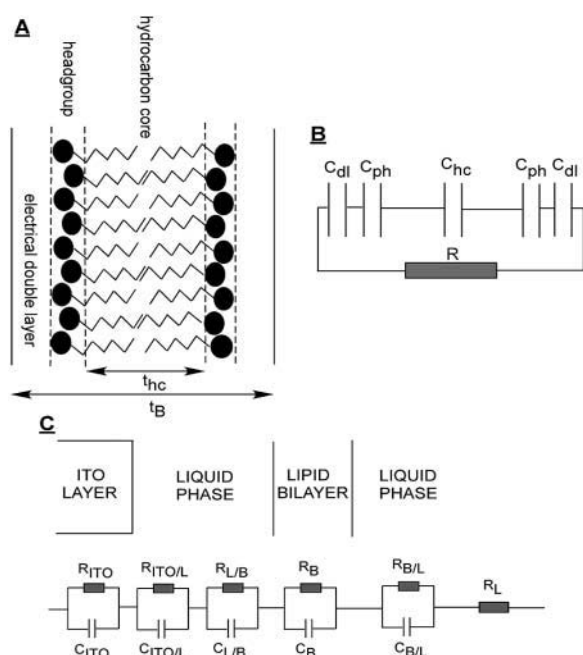 A
headgroup
hydrocarbon core
electrical double layer
thc
tB
B
Cdl Cph Chc Cph Cdl
R
C
ITO LAYER
LIQUID PHASE
LIPID BILAYER
LIQUID PHASE
RITO RITO/L RL/B RB RB/L RL
CITO CITO/L CL/B CB CB/L